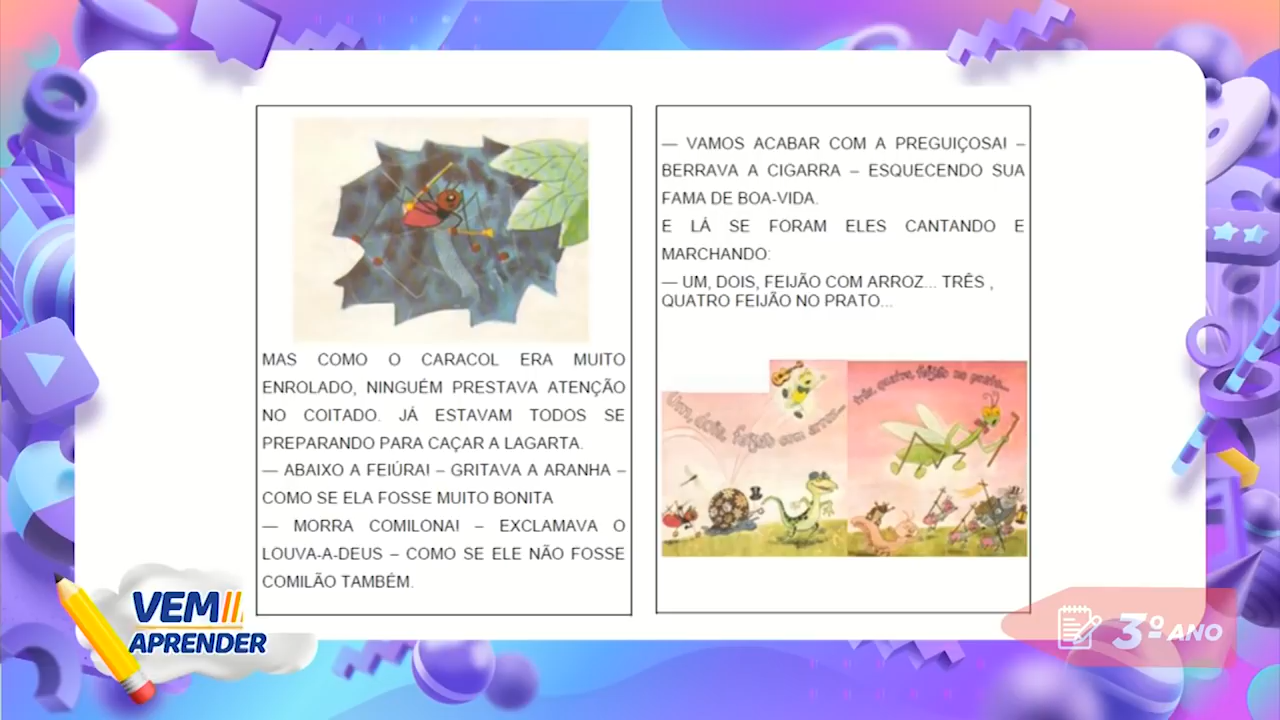 MAS COMO O CARACOL ERA MUITO
ENROLADO, NINGUÉM PRESTAVA ATENÇÃO
NO COITADO. JÁ ESTAVAM TODOS SE
PREPARANDO PARA CAÇAR A LAGARTA.
— ABAIXO A FEIÚRA! – GRITAVA A ARANHA –
COMO SE ELA FOSSE MUITO BONITA
— MORRA COMILONA! – EXCLAMAVA O
LOUVA-A-DEUS – COMO SE ELE NÃO FOSSE
COMILÃO TAMBÉM.
— VAMOS ACABAR COM A PREGUIÇOSA! –
BERRAVA A CIGARRA – ESQUECENDO SUA
FAMA DE BOA-VIDA.
E LÁ SE FORAM ELES CANTANDO E
MARCHANDO:
— UM, DOIS, FEIJÃO COM ARROZ... TRÊS ,
QUATRO FEIJÃO NO PRATO...
Um, dois, feijão com arroz...
três, quatro, feijão no prato...
VEM
APRENDER
3º ANO